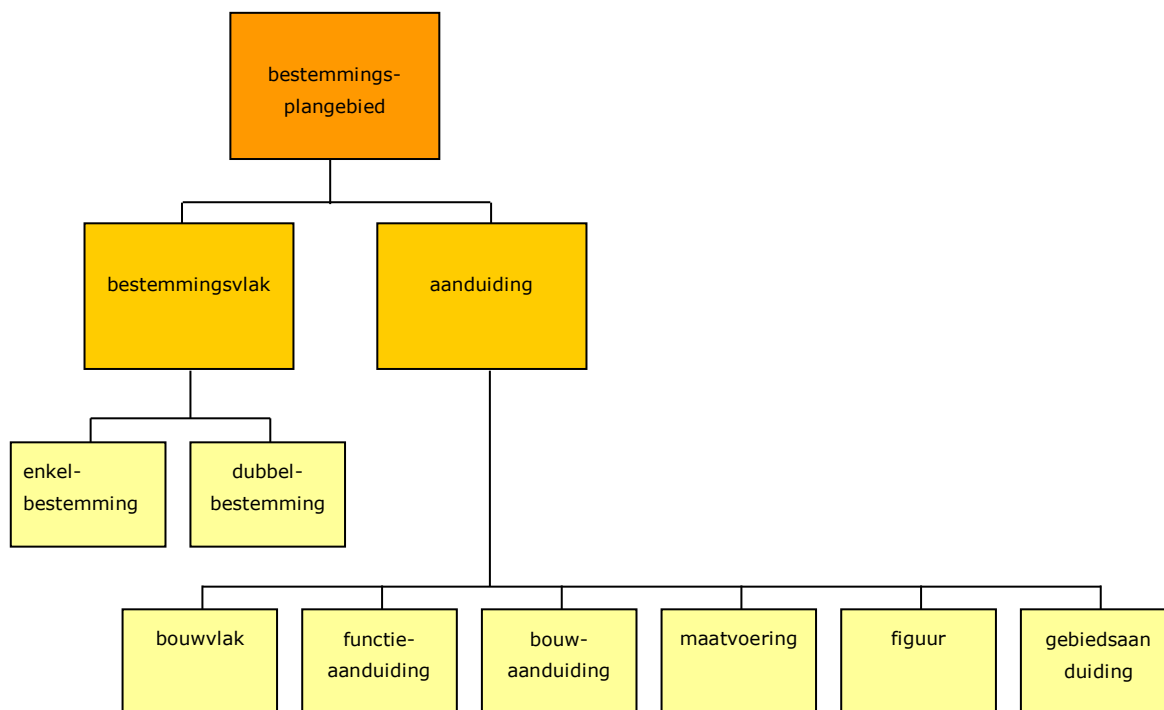 bestemmings-
plangebied
bestemmingsvlak
aanduiding
enkel-
bestemming
dubbel-
bestemming
bouwvlak
functie-
aanduiding
bouw-
aanduiding
maatvoering
figuur
gebiedsaan
duiding